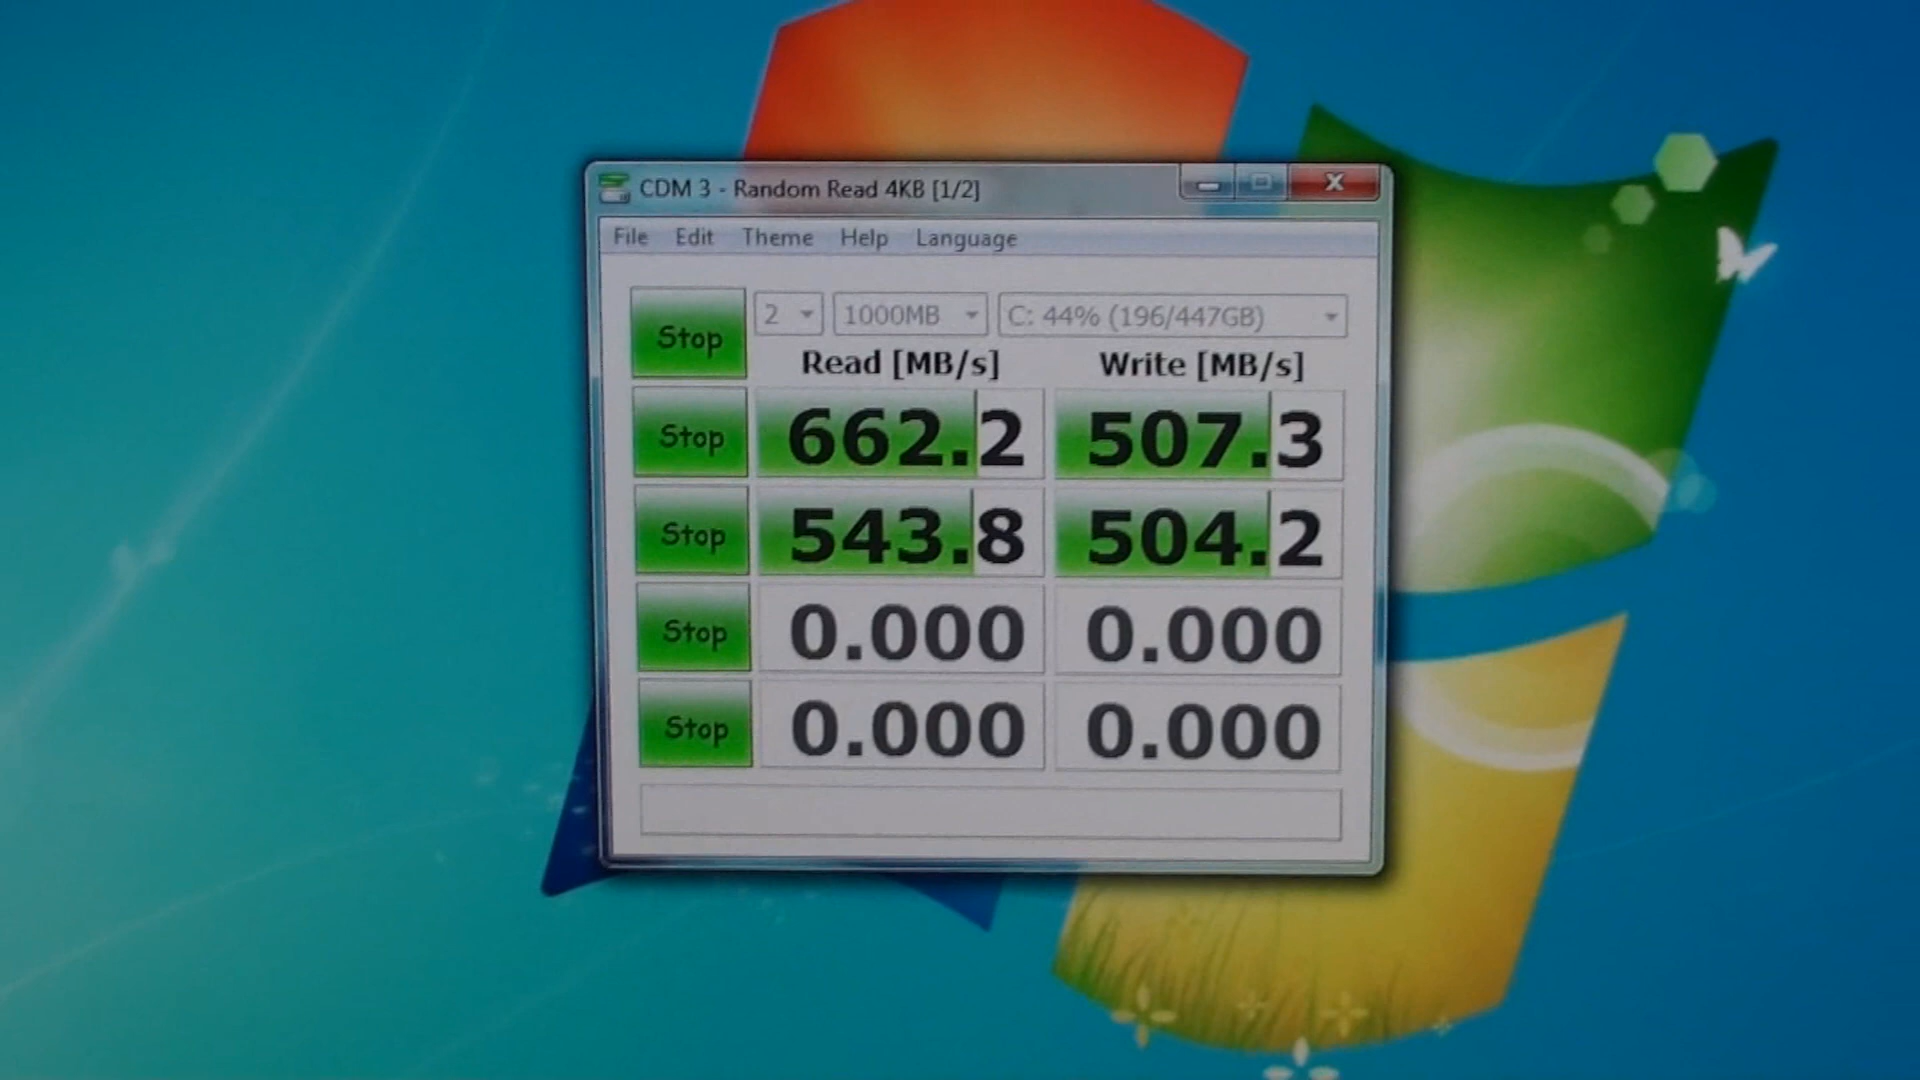 CDM 3 - Random Read 4KB [1/2]
File Edit Theme Help Language
Stop 2 1000MB C: 44% (196/447GB)
Read [MB/s] Write [MB/s]
Stop 662.2 507.3
Stop 543.8 504.2
Stop 0.000 0.000
Stop 0.000 0.000